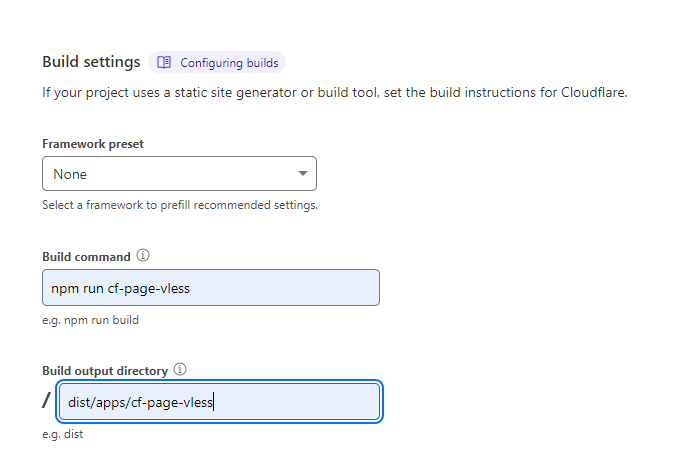 Build settings Configuring builds
If your project uses a static site generator or build tool, set the build instructions for Cloudflare.
Framework preset
None
Select a framework to prefill recommended settings.
Build command
npm run cf-page-vless
e.g. npm run build
Build output directory
/ dist/apps/cf-page-vless
e.g. dist